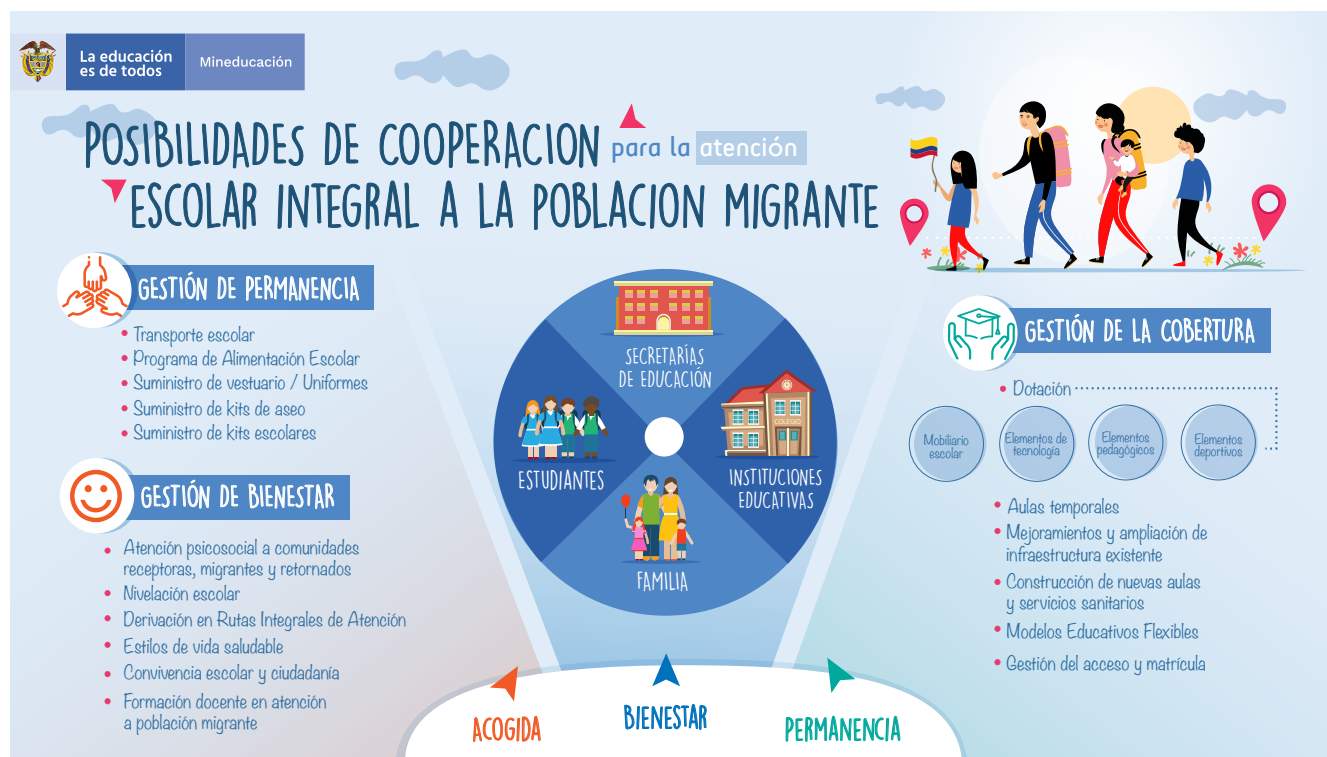 La educación
es de todos
Mineducación
POSIBILIDADES DE COOPERACION para la atención
ESCOLAR INTEGRAL A LA POBLACION MIGRANTE
GESTIÓN DE PERMANENCIA
• Transporte escolar
• Programa de Alimentación Escolar
• Suministro de vestuario / Uniformes
• Suministro de kits de aseo
• Suministro de kits escolares
GESTIÓN DE BIENESTAR
• Atención psicosocial a comunidades
receptoras, migrantes y retornados
• Nivelación escolar
• Derivación en Rutas Integrales de Atención
• Estilos de vida saludable
• Convivencia escolar y ciudadanía
• Formación docente en atención
a población migrante
SECRETARÍAS
DE EDUCACIÓN
ESTUDIANTES
COLEGIO
INSTITUCIONES
EDUCATIVAS
FAMILIA
GESTIÓN DE LA COBERTURA
• Dotación
Mobiliario
escolar
Elementos de
tecnología
Elementos
pedagógicos
Elementos
deportivos
• Aulas temporales
• Mejoramientos y ampliación de
infraestructura existente
• Construcción de nuevas aulas
y servicios sanitarios
• Modelos Educativos Flexibles
• Gestión del acceso y matrícula
ACOGIDA
BIENESTAR
PERMANENCIA